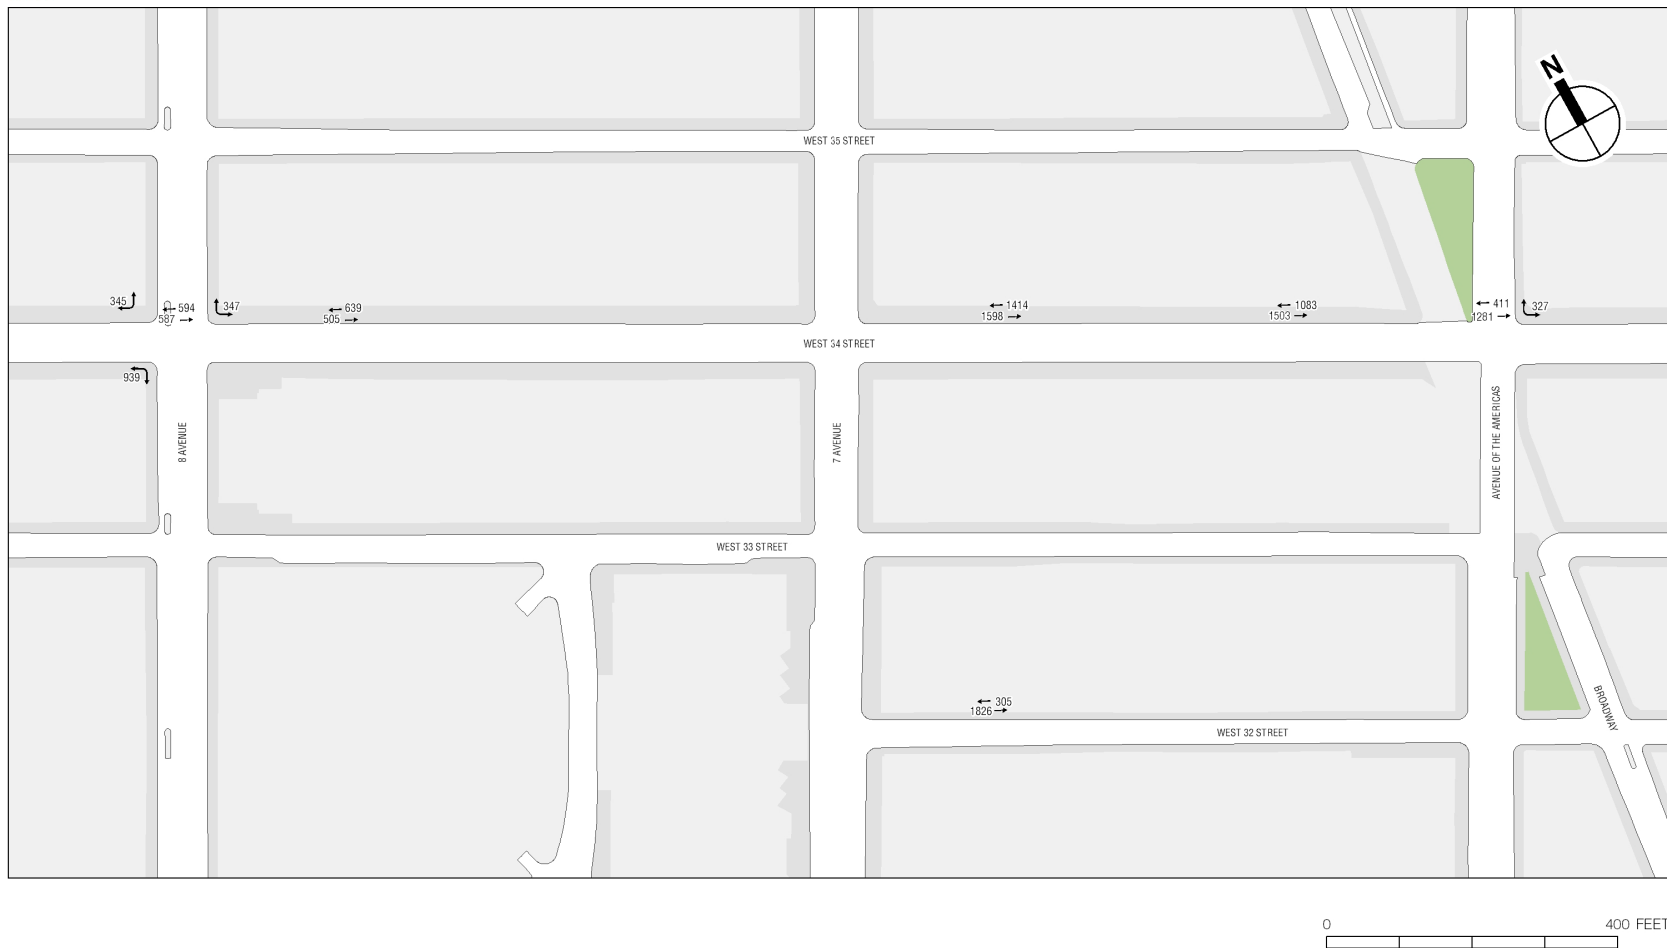 N
WEST 35 STREET
345
594
587
347
639
505
1414
1598
1083
1503
411
1281
327
WEST 34 STREET
939
8 AVENUE
7 AVENUE
AVENUE OF THE AMERICAS
WEST 33 STREET
305
1826
BROADWAY
WEST 32 STREET
0
400 FEET